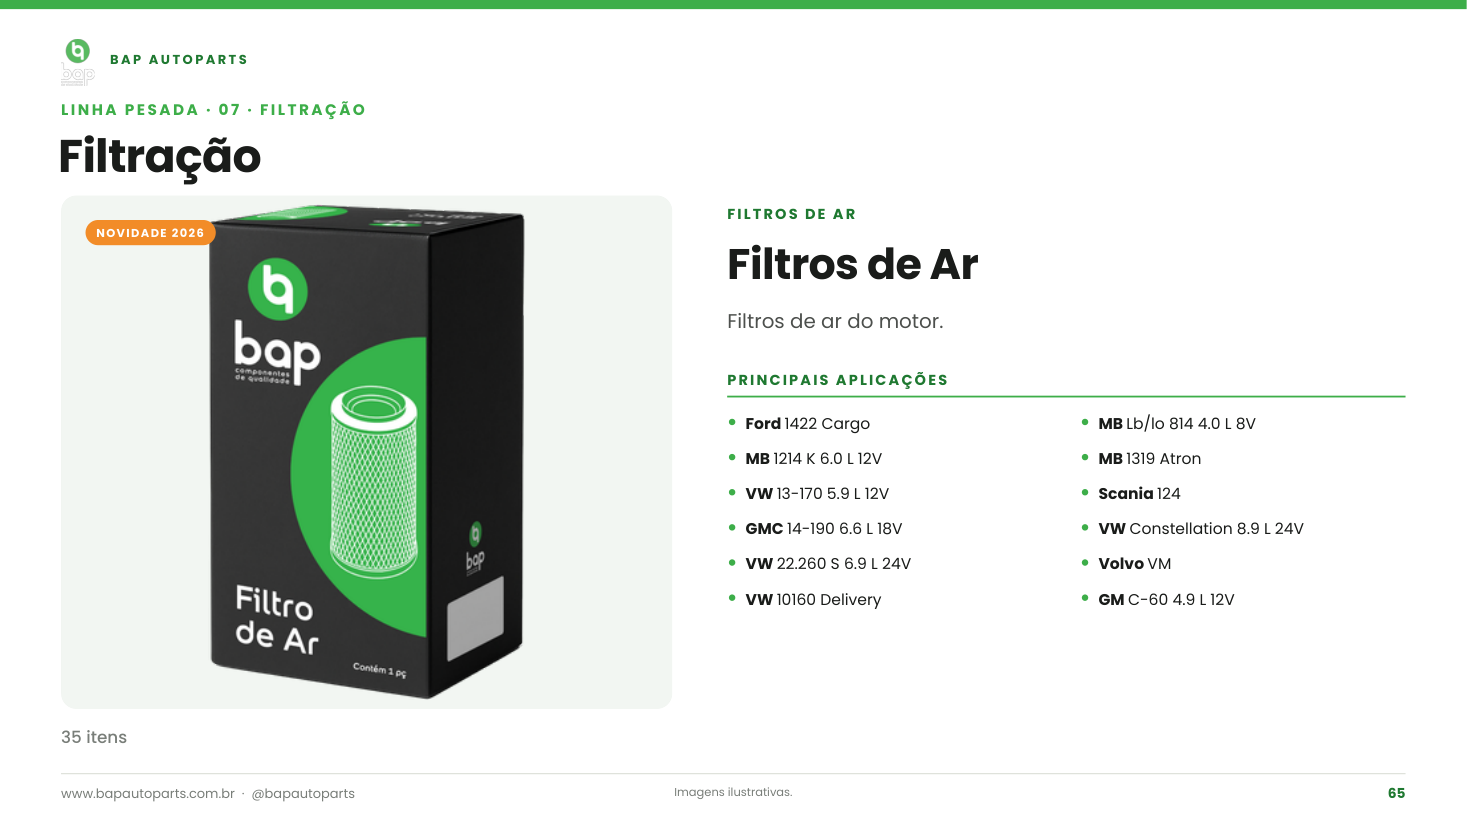 bap
BAP AUTOPARTS
LINHA PESADA · 07 · FILTRAÇÃO
Filtração
NOVIDADE 2026
bap
componentes
de qualidade
bap
Filtro
de Ar
Contém 1 pç
35 itens
FILTROS DE AR
Filtros de Ar
Filtros de ar do motor.
PRINCIPAIS APLICAÇÕES
• Ford 1422 Cargo
• MB 1214 K 6.0 L 12V
• VW 13-170 5.9 L 12V
• GMC 14-190 6.6 L 18V
• VW 22.260 S 6.9 L 24V
• VW 10160 Delivery
• MB Lb/lo 814 4.0 L 8V
• MB 1319 Atron
• Scania 124
• VW Constellation 8.9 L 24V
• Volvo VM
• GM C-60 4.9 L 12V
www.bapautoparts.com.br · @bapautoparts
Imagens ilustrativas.
65